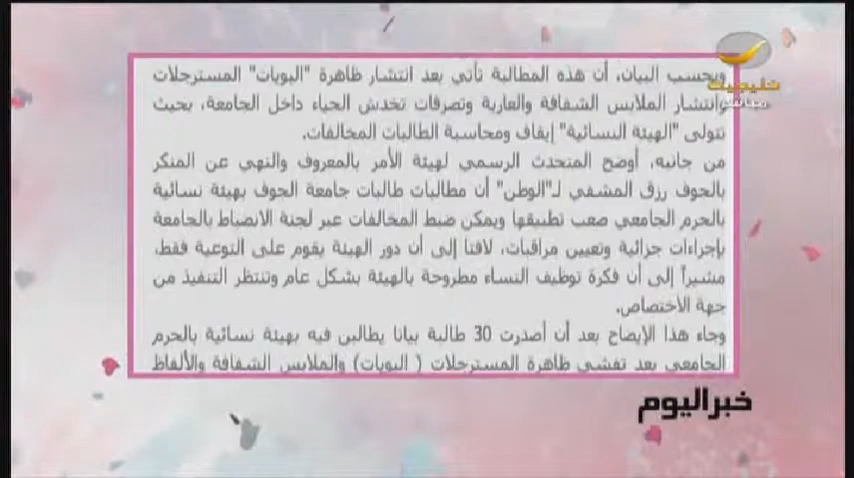 خليجية
مباشر
وبحسب البيان، أن هذه المطالبة تأتي بعد انتشار ظاهرة "البويات" المسترجلات
وانتشار الملابس الشفافة والعارية وتصرفات تخدش الحياء داخل الجامعة، بحيث
تتولى "الهيئة النسائية" إيقاف ومحاسبة الطالبات المخالفات.
من جانبه، أوضح المتحدث الرسمي لهيئة الأمر بالمعروف والنهي عن المنكر
بالجوف رزق المشفي لـ"الوطن" أن مطالبات طالبات جامعة الجوف بهيئة نسائية
بالحرم الجامعي صعب تطبيقها ويمكن ضبط المخالفات عبر لجنة الانضباط بالجامعة
بإجراءات جزائية وتعيين مراقبات، لافتا إلى أن دور الهيئة يقوم على التوعية فقط،
مشيراً إلى أن فكرة توظيف النساء مطروحة بالهيئة بشكل عام وتنتظر التنفيذ من
جهة الاختصاص.
وجاء هذا الإيضاح بعد أن أصدرت 30 طالبة بيانا يطالبن فيه بهيئة نسائية بالحرم
الجامعي بعد تفشي ظاهرة المسترجلات ( البويات) والملابس الشفافة والألفاظ
خبر اليوم